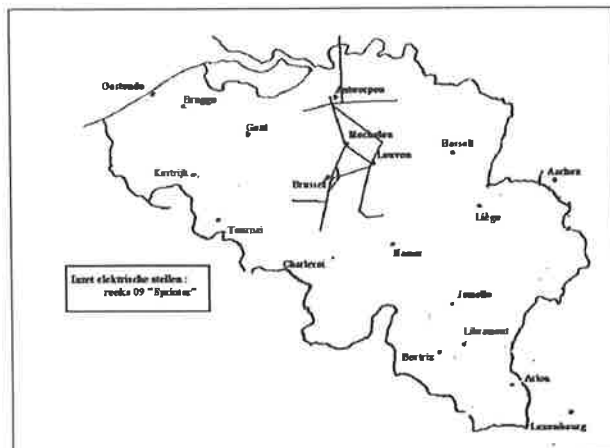 Oostende
Brugge
Gent
Antwerpen
Mechelen
Leuven
Hasselt
Aachen
Kortrijk
Brussel
Tournai
Liège
Charleroi
Namur
Inzet elektrische stellen :
reeks 09 "Sprinter"
Jemelle
Libramont
Bertrix
Arlon
Luxembourg